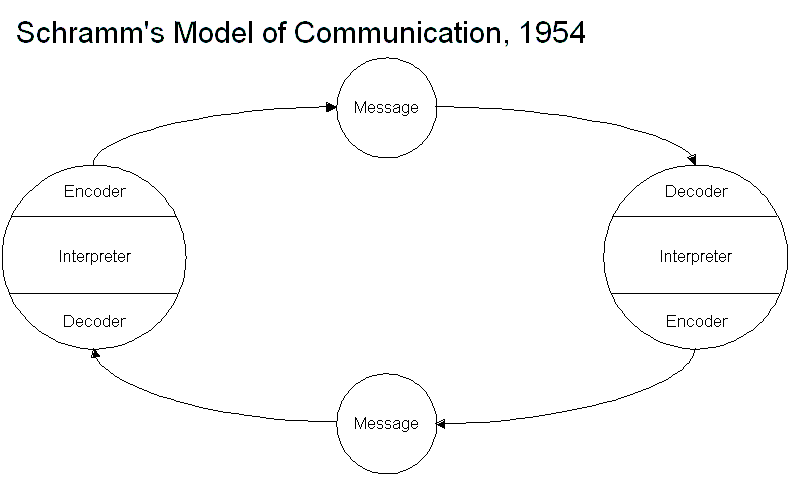 Schramm's Model of Communication, 1954
Message
Encoder
Interpreter
Decoder
Decoder
Interpreter
Encoder
Message